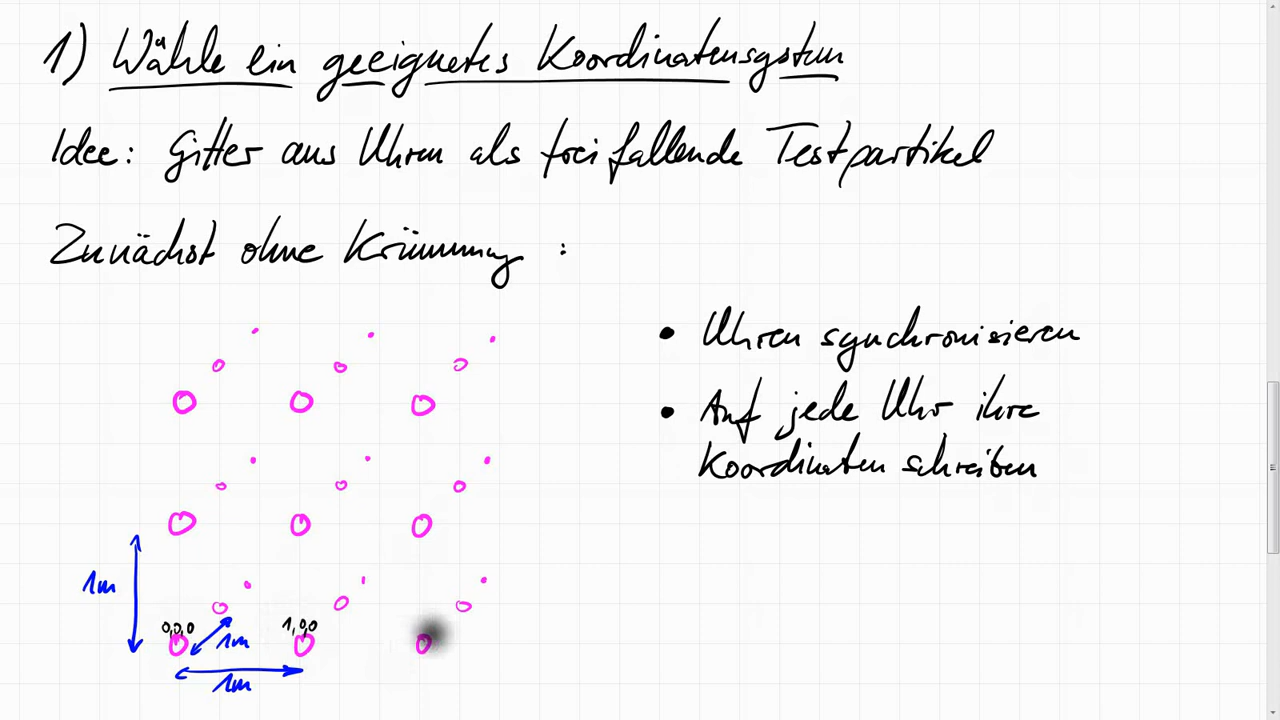 1) Wähle ein geeignetes Koordinatensystem
Idee: Gitter aus Uhren als frei fallende Testpartikel
Zunächst ohne Krümmung :
• Uhren synchronisieren
• Auf jede Uhr ihre
Koordinaten schreiben
1m
0,0,0
1,0,0
1m
1m